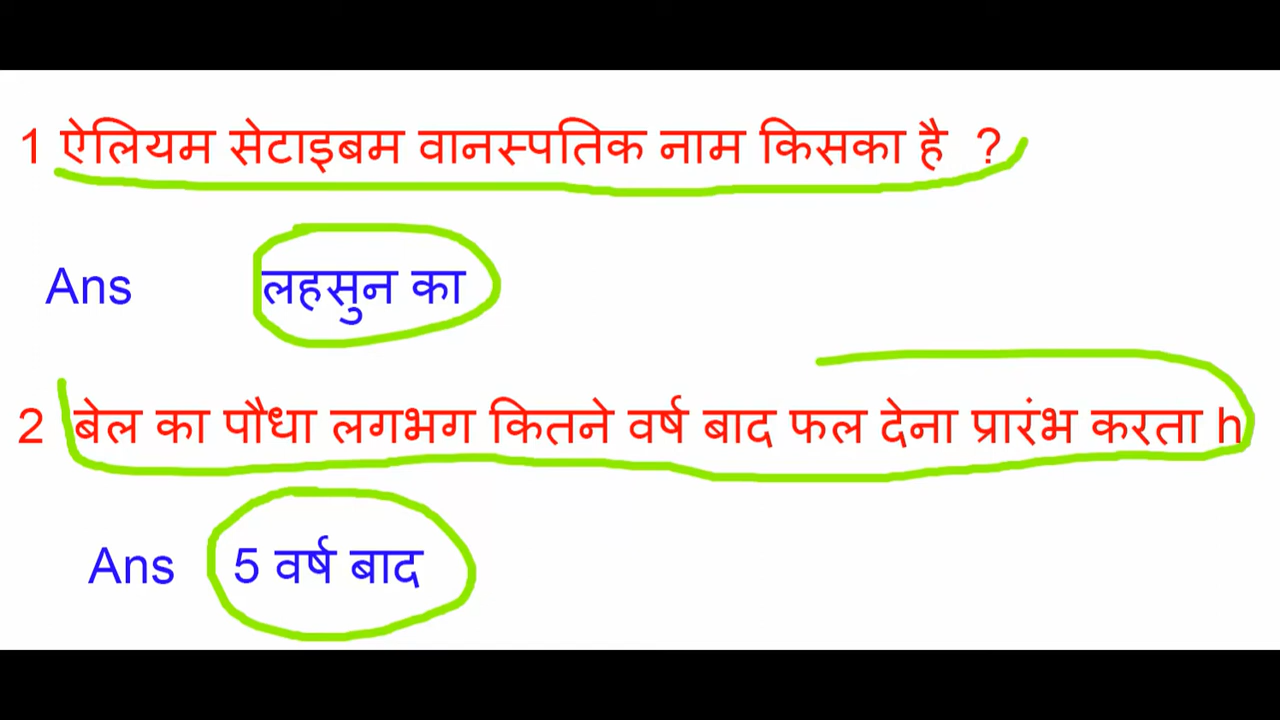 1 ऐलियम सेटाइबम वानस्पतिक नाम किसका है ?
Ans लहसुन का
2 बेल का पौधा लगभग कितने वर्ष बाद फल देना प्रारंभ करता h
Ans 5 वर्ष बाद